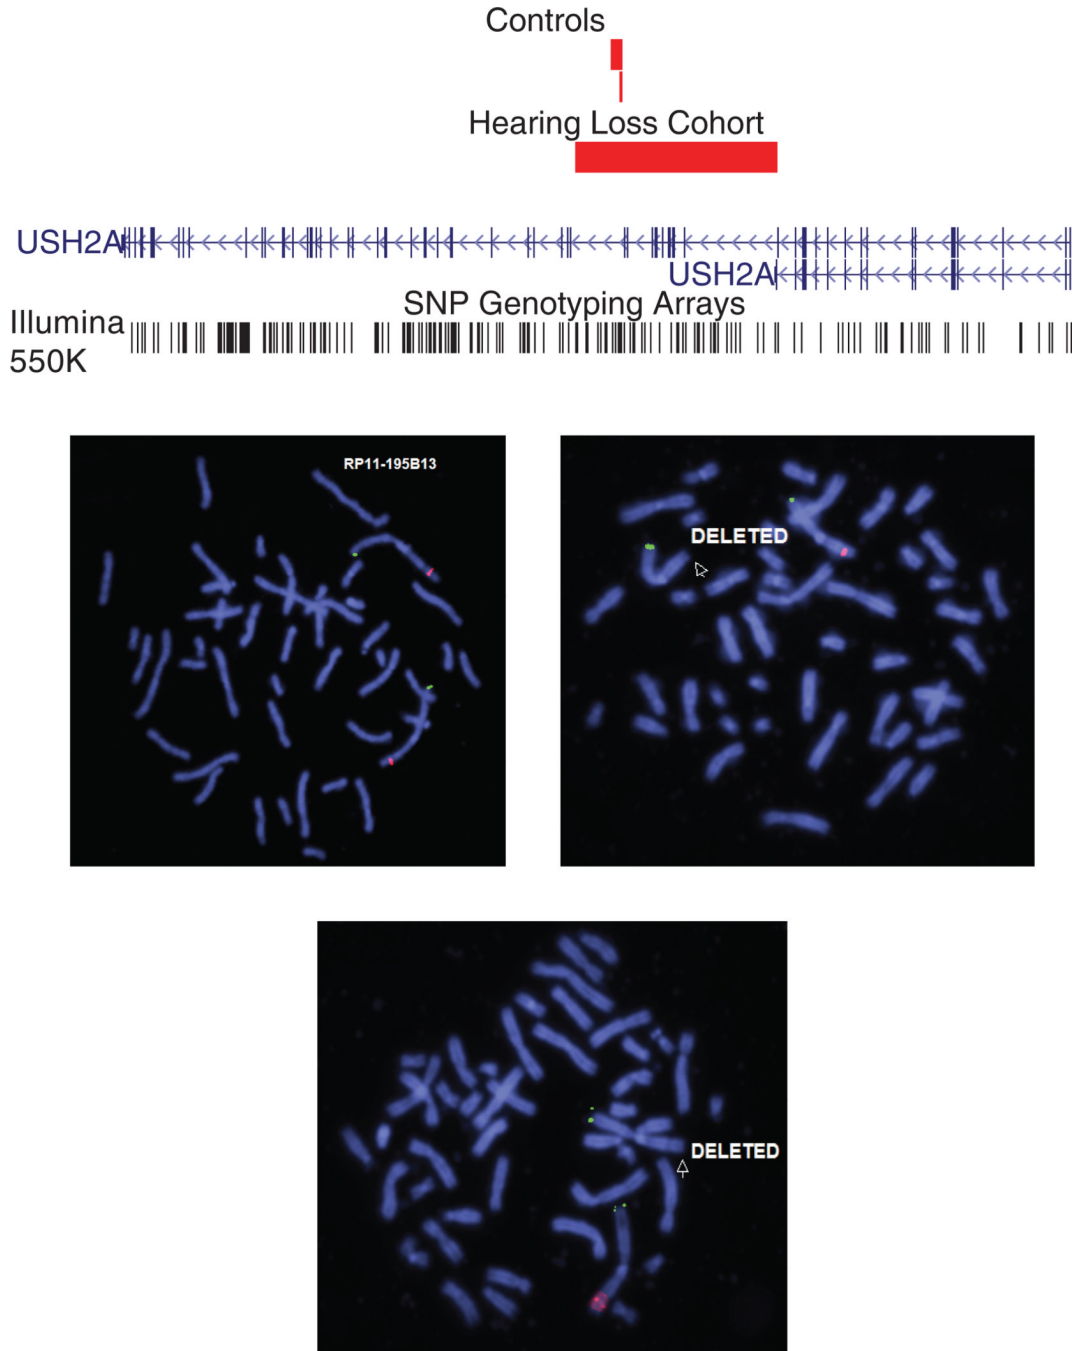 Controls
Hearing Loss Cohort
USH2A
USH2A
SNP Genotyping Arrays
Illumina
550K
RP11-195B13
DELETED
DELETED